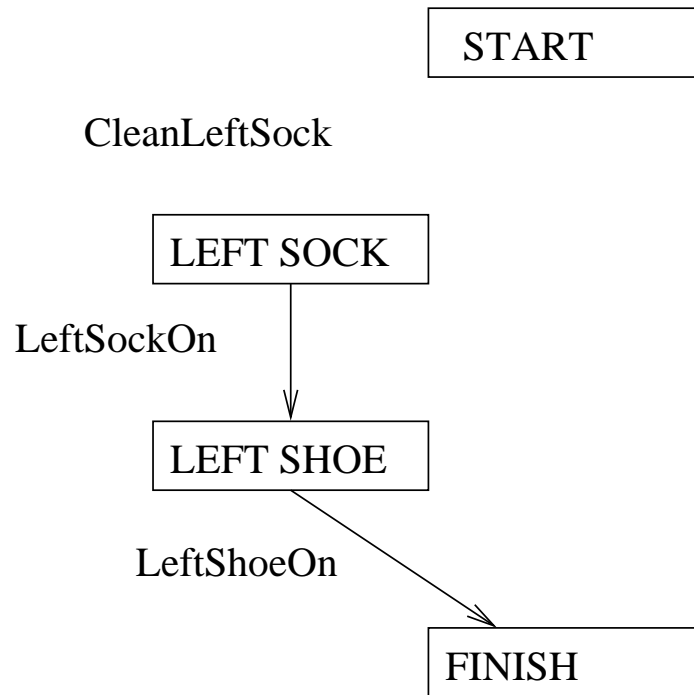 START
CleanLeftSock
LEFT SOCK
LeftSockOn
LEFT SHOE
LeftShoeOn
FINISH